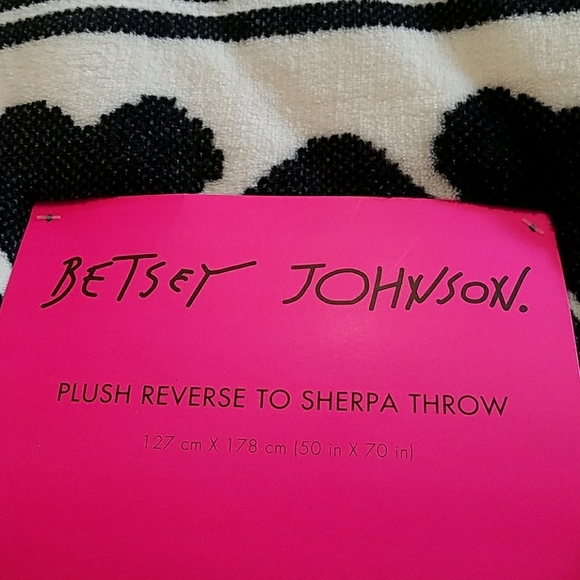 BETSEY JOHNSON.
PLUSH REVERSE TO SHERPA THROW
127 cm X 178 cm (50 in X 70 in)